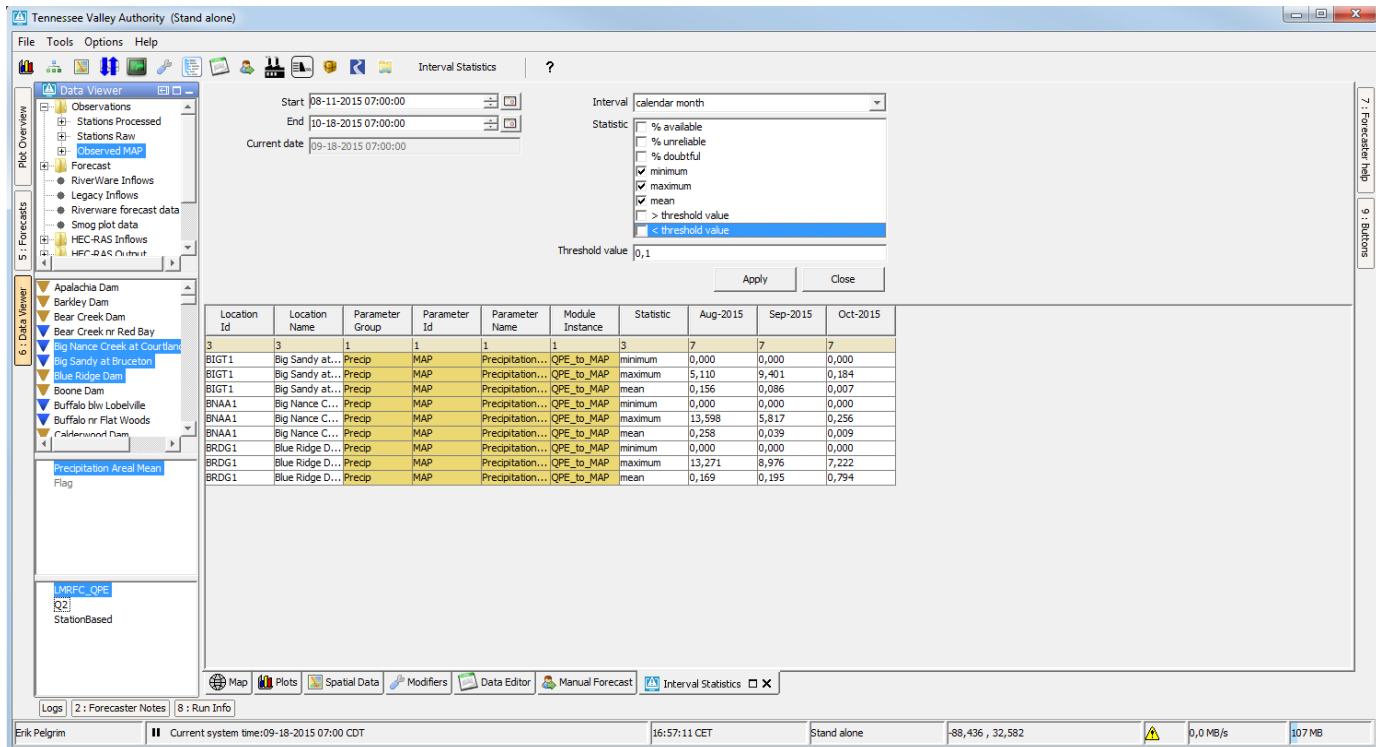 Tennessee Valley Authority (Stand alone)
File Tools Options Help
Interval Statistics ?
Plot Overview
5 : Forecasts
6 : Data Viewer
Data Viewer
Observations
Stations Processed
Stations Raw
Observed MAP
Forecast
RiverWare Inflows
Legacy Inflows
Riverware forecast data
Smog plot data
HEC-RAS Inflows
HEC-RAS Output
Apalachia Dam
Barkley Dam
Bear Creek Dam
Bear Creek nr Red Bay
Big Nance Creek at Courtland
Big Sandy at Bruceton
Blue Ridge Dam
Boone Dam
Buffalo blw Lobelville
Buffalo nr Flat Woods
Calderwood Dam
Precipitation Areal Mean
Flag
LMRFC_QPE
Q2
StationBased
Start 08-11-2015 07:00:00
End 10-18-2015 07:00:00
Current date 09-18-2015 07:00:00
Interval calendar month
Statistic
% available
% unreliable
% doubtful
minimum
maximum
mean
> threshold value
< threshold value
Threshold value 0,1
Apply Close
Location Id Location Name Parameter Group Parameter Id Parameter Name Module Instance Statistic Aug-2015 Sep-2015 Oct-2015
3 3 1 1 1 1 3 7 7 7
BIGT1 Big Sandy at... Precip MAP Precipitation... QPE_to_MAP minimum 0,000 0,000 0,000
BIGT1 Big Sandy at... Precip MAP Precipitation... QPE_to_MAP maximum 5,110 9,401 0,184
BIGT1 Big Sandy at... Precip MAP Precipitation... QPE_to_MAP mean 0,156 0,086 0,007
BNAA1 Big Nance C... Precip MAP Precipitation... QPE_to_MAP minimum 0,000 0,000 0,000
BNAA1 Big Nance C... Precip MAP Precipitation... QPE_to_MAP maximum 13,598 5,817 0,256
BNAA1 Big Nance C... Precip MAP Precipitation... QPE_to_MAP mean 0,258 0,039 0,009
BRDG1 Blue Ridge D... Precip MAP Precipitation... QPE_to_MAP minimum 0,000 0,000 0,000
BRDG1 Blue Ridge D... Precip MAP Precipitation... QPE_to_MAP maximum 13,271 8,976 7,222
BRDG1 Blue Ridge D... Precip MAP Precipitation... QPE_to_MAP mean 0,169 0,195 0,794
7 : Forecaster help
9 : Buttons
Map Plots Spatial Data Modifiers Data Editor Manual Forecast Interval Statistics
Logs 2 : Forecaster Notes 8 : Run Info
Erik Pelgrim Current system time:09-18-2015 07:00 CDT 16:57:11 CET Stand alone -88,436 , 32,582 0,0 MB/s 107 MB